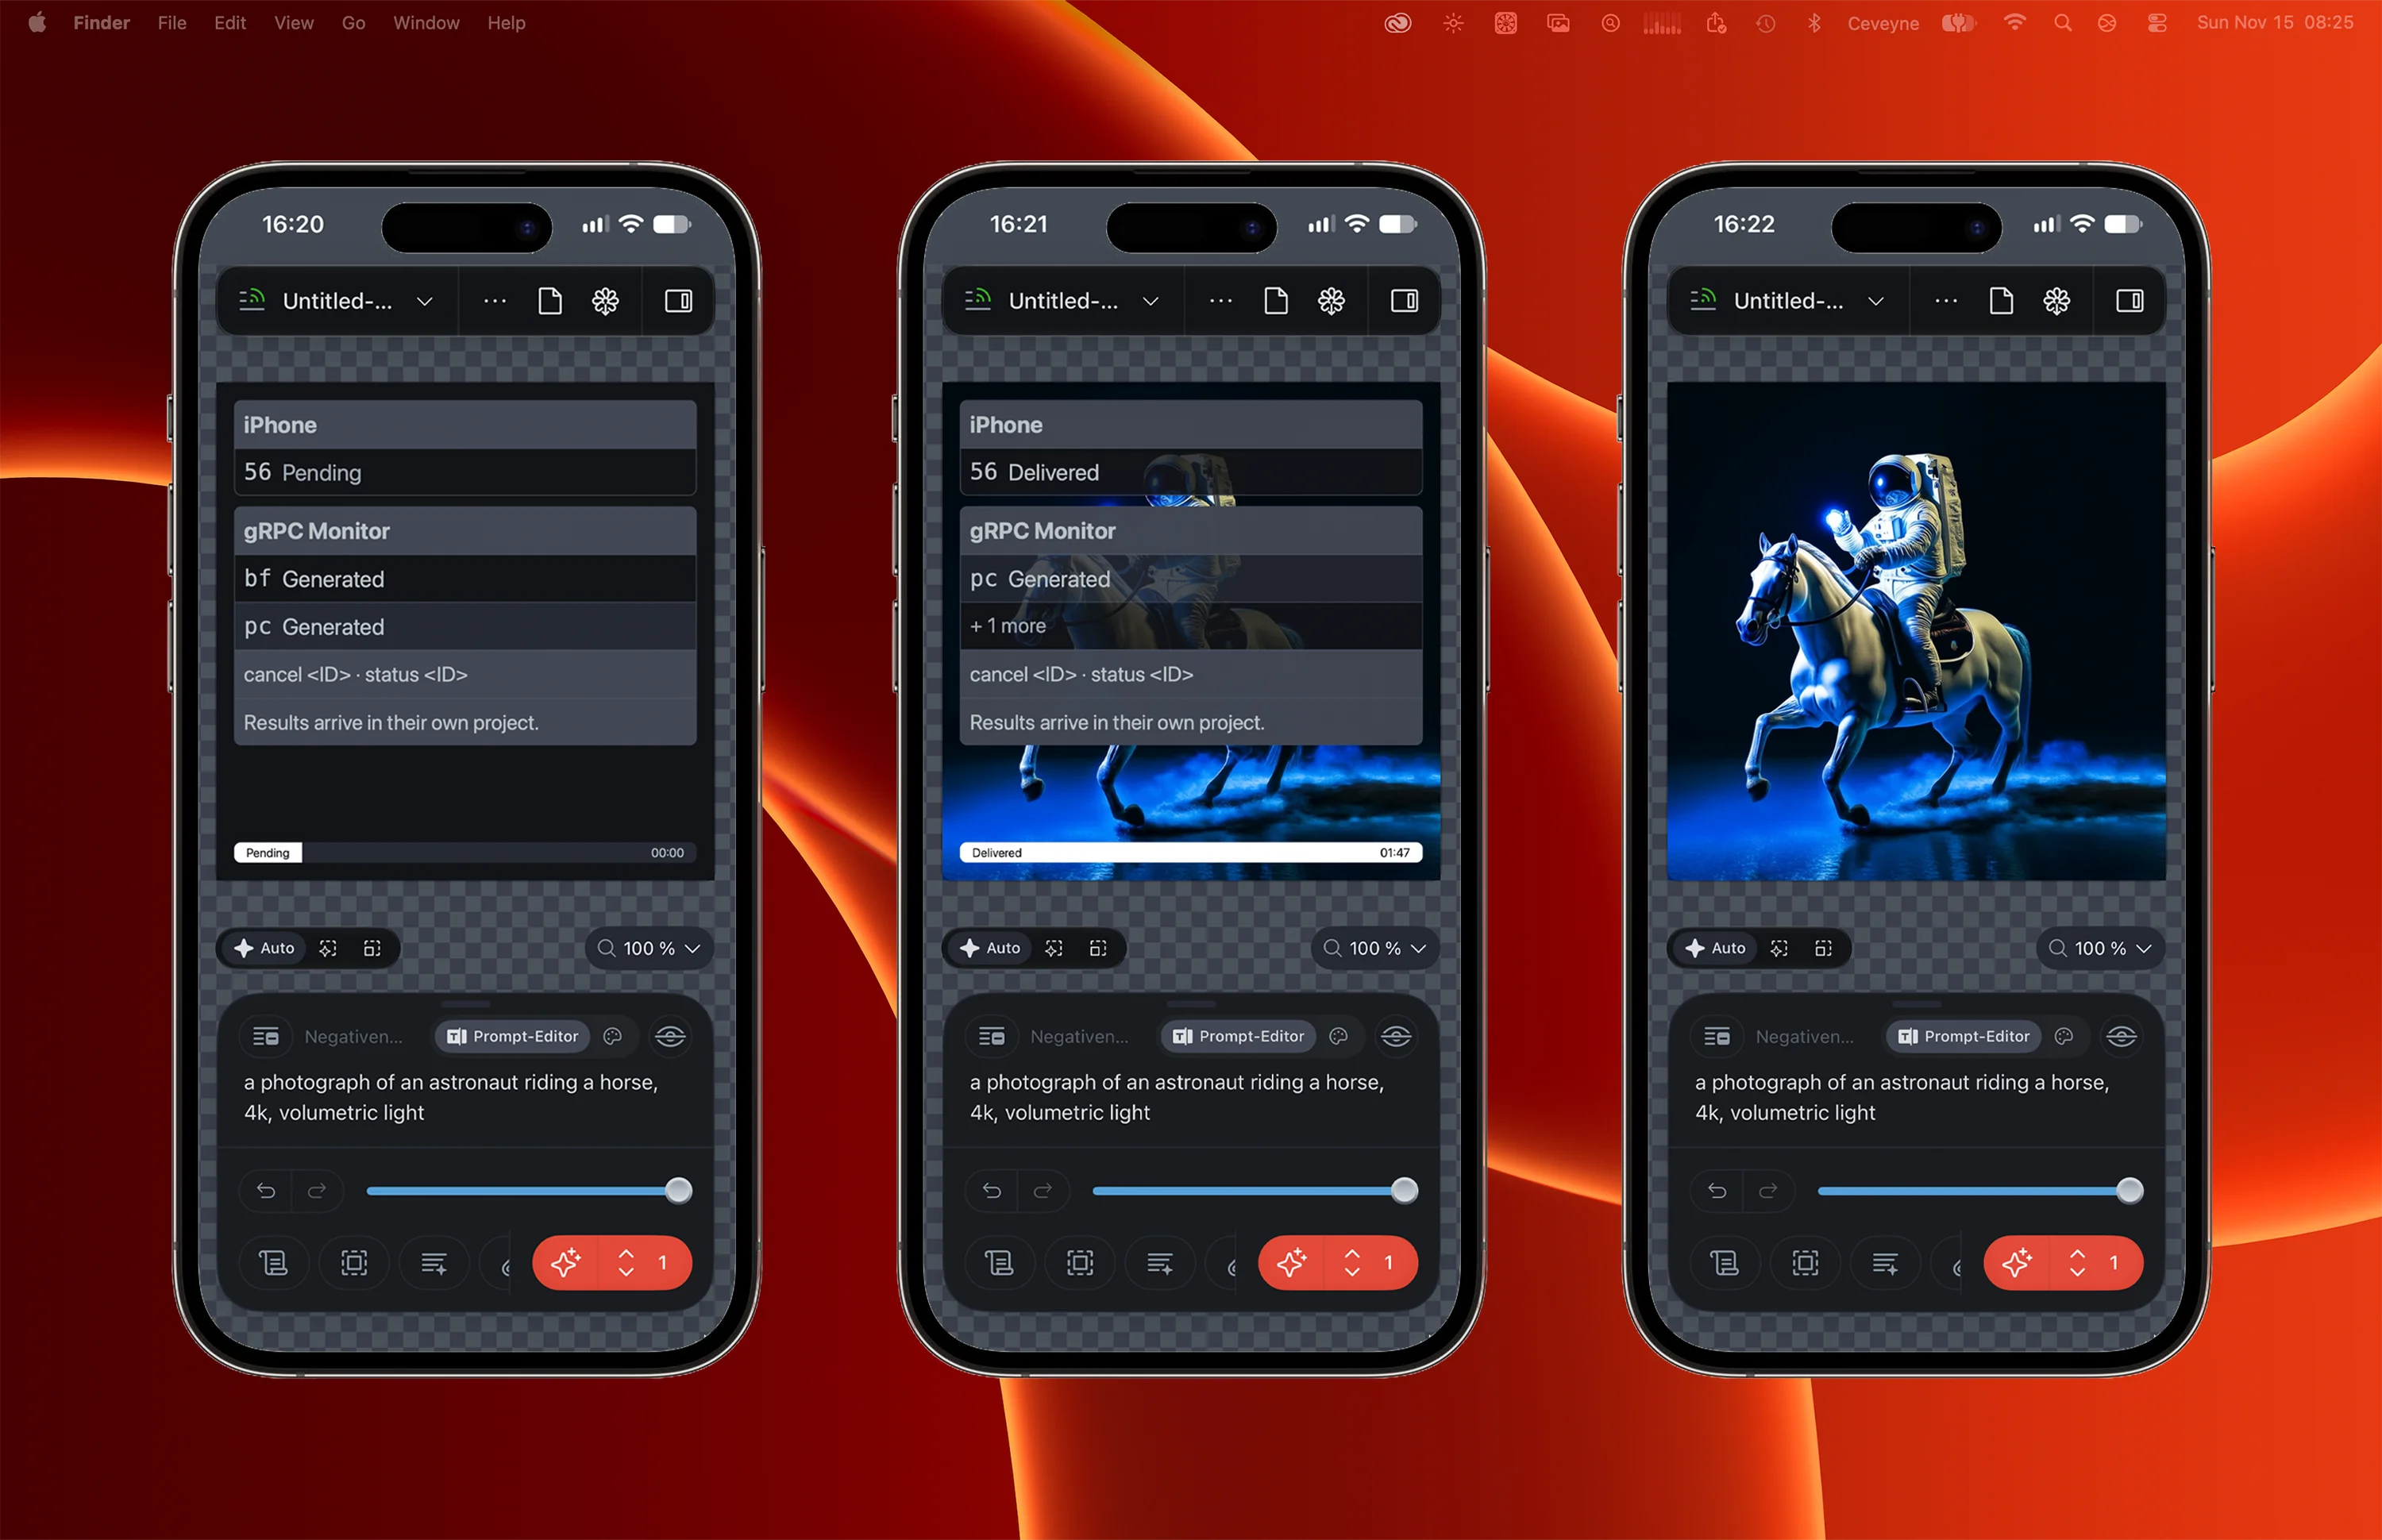 Finder File Edit View Go Window Help
Ceveyne Sun Nov 15 08:25
16:20
Untitled-... ...
iPhone
56 Pending
gRPC Monitor
bf Generated
pc Generated
cancel <ID> · status <ID>
Results arrive in their own project.
Pending 00:00
Auto 100 %
Negativen... Prompt-Editor
a photograph of an astronaut riding a horse,
4k, volumetric light
1
16:21
Untitled-... ...
iPhone
56 Delivered
gRPC Monitor
pc Generated
+ 1 more
cancel <ID> · status <ID>
Results arrive in their own project.
Delivered 01:47
Auto 100 %
Negativen... Prompt-Editor
a photograph of an astronaut riding a horse,
4k, volumetric light
1
16:22
Untitled-... ...
Auto 100 %
Negativen... Prompt-Editor
a photograph of an astronaut riding a horse,
4k, volumetric light
1